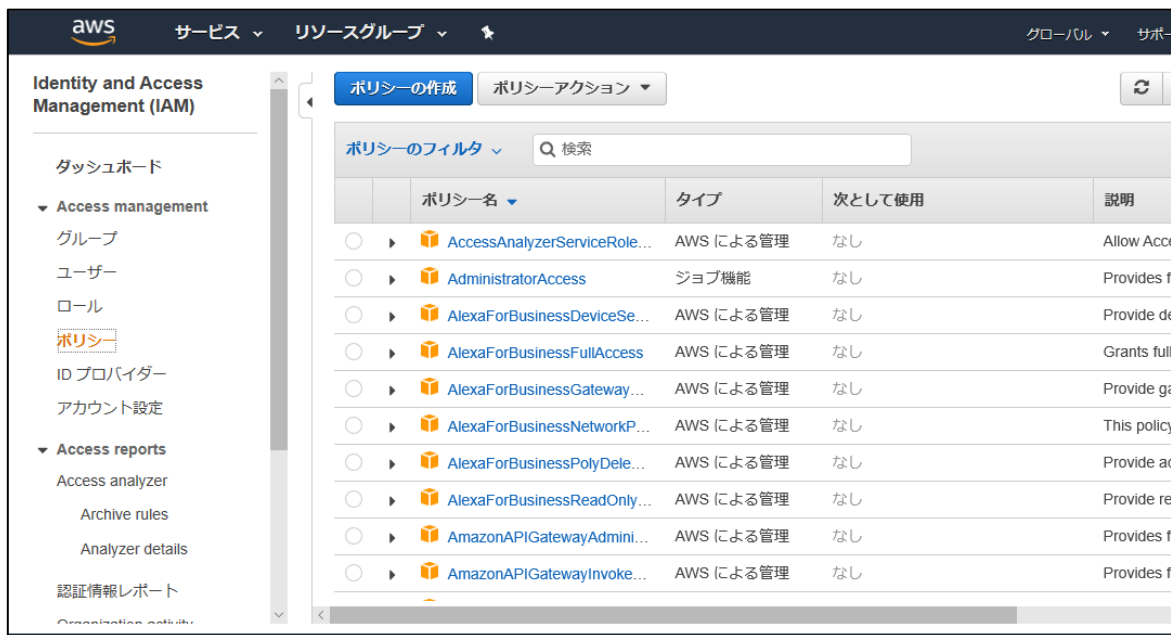 aws サービス リソースグループ グローバル サポー
Identity and Access
Management (IAM)
ダッシュボード
Access management
グループ
ユーザー
ロール
ポリシー
ID プロバイダー
アカウント設定
Access reports
Access analyzer
Archive rules
Analyzer details
認証情報レポート
Organization activity
ポリシーの作成 ポリシーアクション
ポリシーのフィルタ 検索
ポリシー名 タイプ 次として使用 説明
AccessAnalyzerServiceRole... AWS による管理 なし Allow Acce
AdministratorAccess ジョブ機能 なし Provides f
AlexaForBusinessDeviceSe... AWS による管理 なし Provide de
AlexaForBusinessFullAccess AWS による管理 なし Grants full
AlexaForBusinessGateway... AWS による管理 なし Provide ga
AlexaForBusinessNetworkP... AWS による管理 なし This policy
AlexaForBusinessPolyDele... AWS による管理 なし Provide ac
AlexaForBusinessReadOnly... AWS による管理 なし Provide re
AmazonAPIGatewayAdmini... AWS による管理 なし Provides f
AmazonAPIGatewayInvoke... AWS による管理 なし Provides f